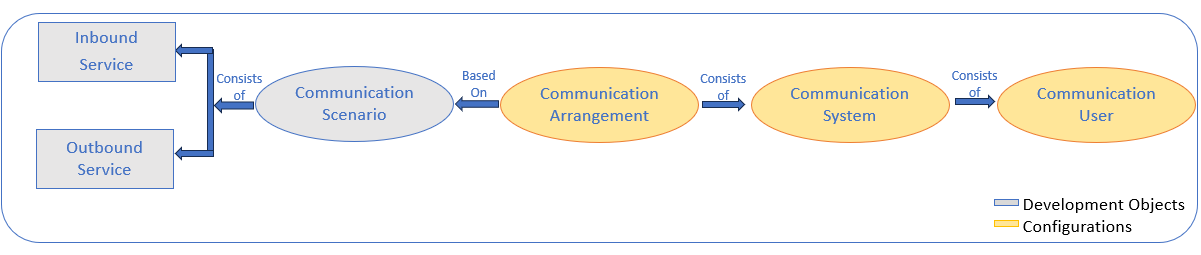 Inbound
Service
Outbound
Service
Consists
of
Communication
Scenario
Based
On
Communication
Arrangement
Consists
of
Communication
System
Consists
of
Communication
User
Development Objects
Configurations